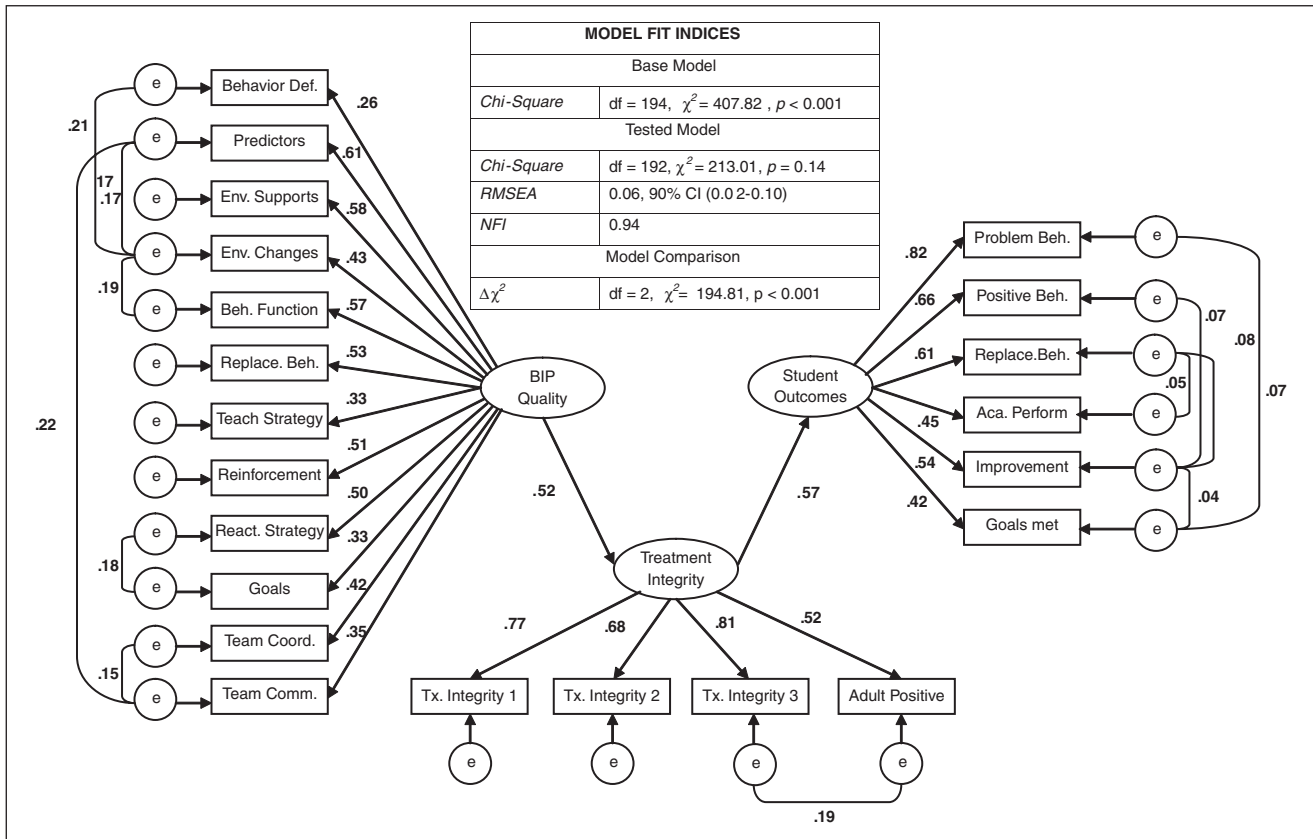 MODEL FIT INDICES
Base Model
Chi-Square df = 194, χ²= 407.82 , p < 0.001
Tested Model
Chi-Square df = 192, χ²= 213.01, p = 0.14
RMSEA 0.06, 90% CI (0.0 2-0.10)
NFI 0.94
Model Comparison
Δχ² df = 2, χ²= 194.81, p < 0.001
e Behavior Def.
e Predictors
e Env. Supports
e Env. Changes
e Beh. Function
e Replace. Beh.
e Teach Strategy
e Reinforcement
e React. Strategy
e Goals
e Team Coord.
e Team Comm.
.21
17
.17
.19
.22
.18
.15
.26
.61
.58
.43
.57
.53
.33
.51
.50
.33
.42
.35
BIP
Quality
.52
Treatment
Integrity
.57
Student
Outcomes
.77
.68
.81
.52
Tx. Integrity 1
Tx. Integrity 2
Tx. Integrity 3
Adult Positive
e
e
e
e
.19
.82
.66
.61
.45
.54
.42
Problem Beh. e
Positive Beh. e
Replace.Beh. e
Aca. Perform e
Improvement e
Goals met e
.07
.08
.05
.07
.04